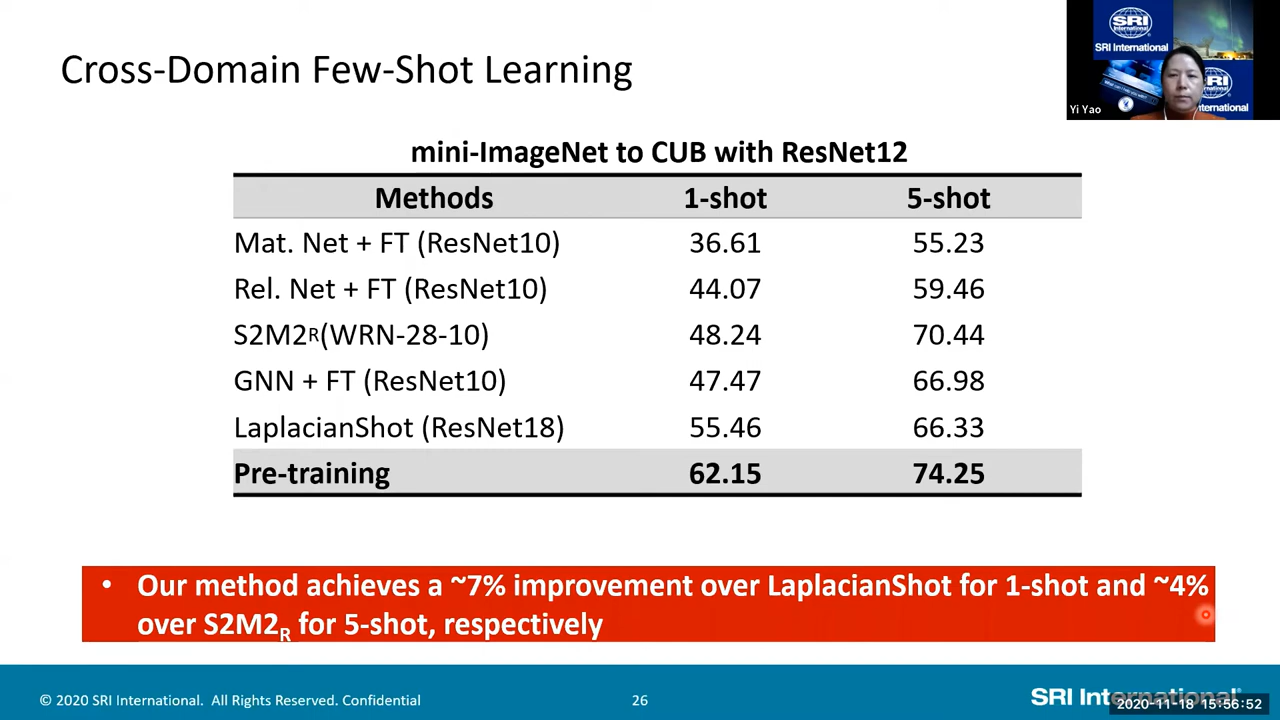 Cross-Domain Few-Shot Learning
SRI International
SRI International
Yi Yao
mini-ImageNet to CUB with ResNet12
Methods 1-shot 5-shot
Mat. Net + FT (ResNet10) 36.61 55.23
Rel. Net + FT (ResNet10) 44.07 59.46
S2M2R(WRN-28-10) 48.24 70.44
GNN + FT (ResNet10) 47.47 66.98
LaplacianShot (ResNet18) 55.46 66.33
Pre-training 62.15 74.25
• Our method achieves a ~7% improvement over LaplacianShot for 1-shot and ~4%
over S2M2R for 5-shot, respectively
© 2020 SRI International. All Rights Reserved. Confidential
26
SRI International
2020-11-18 15:56:52